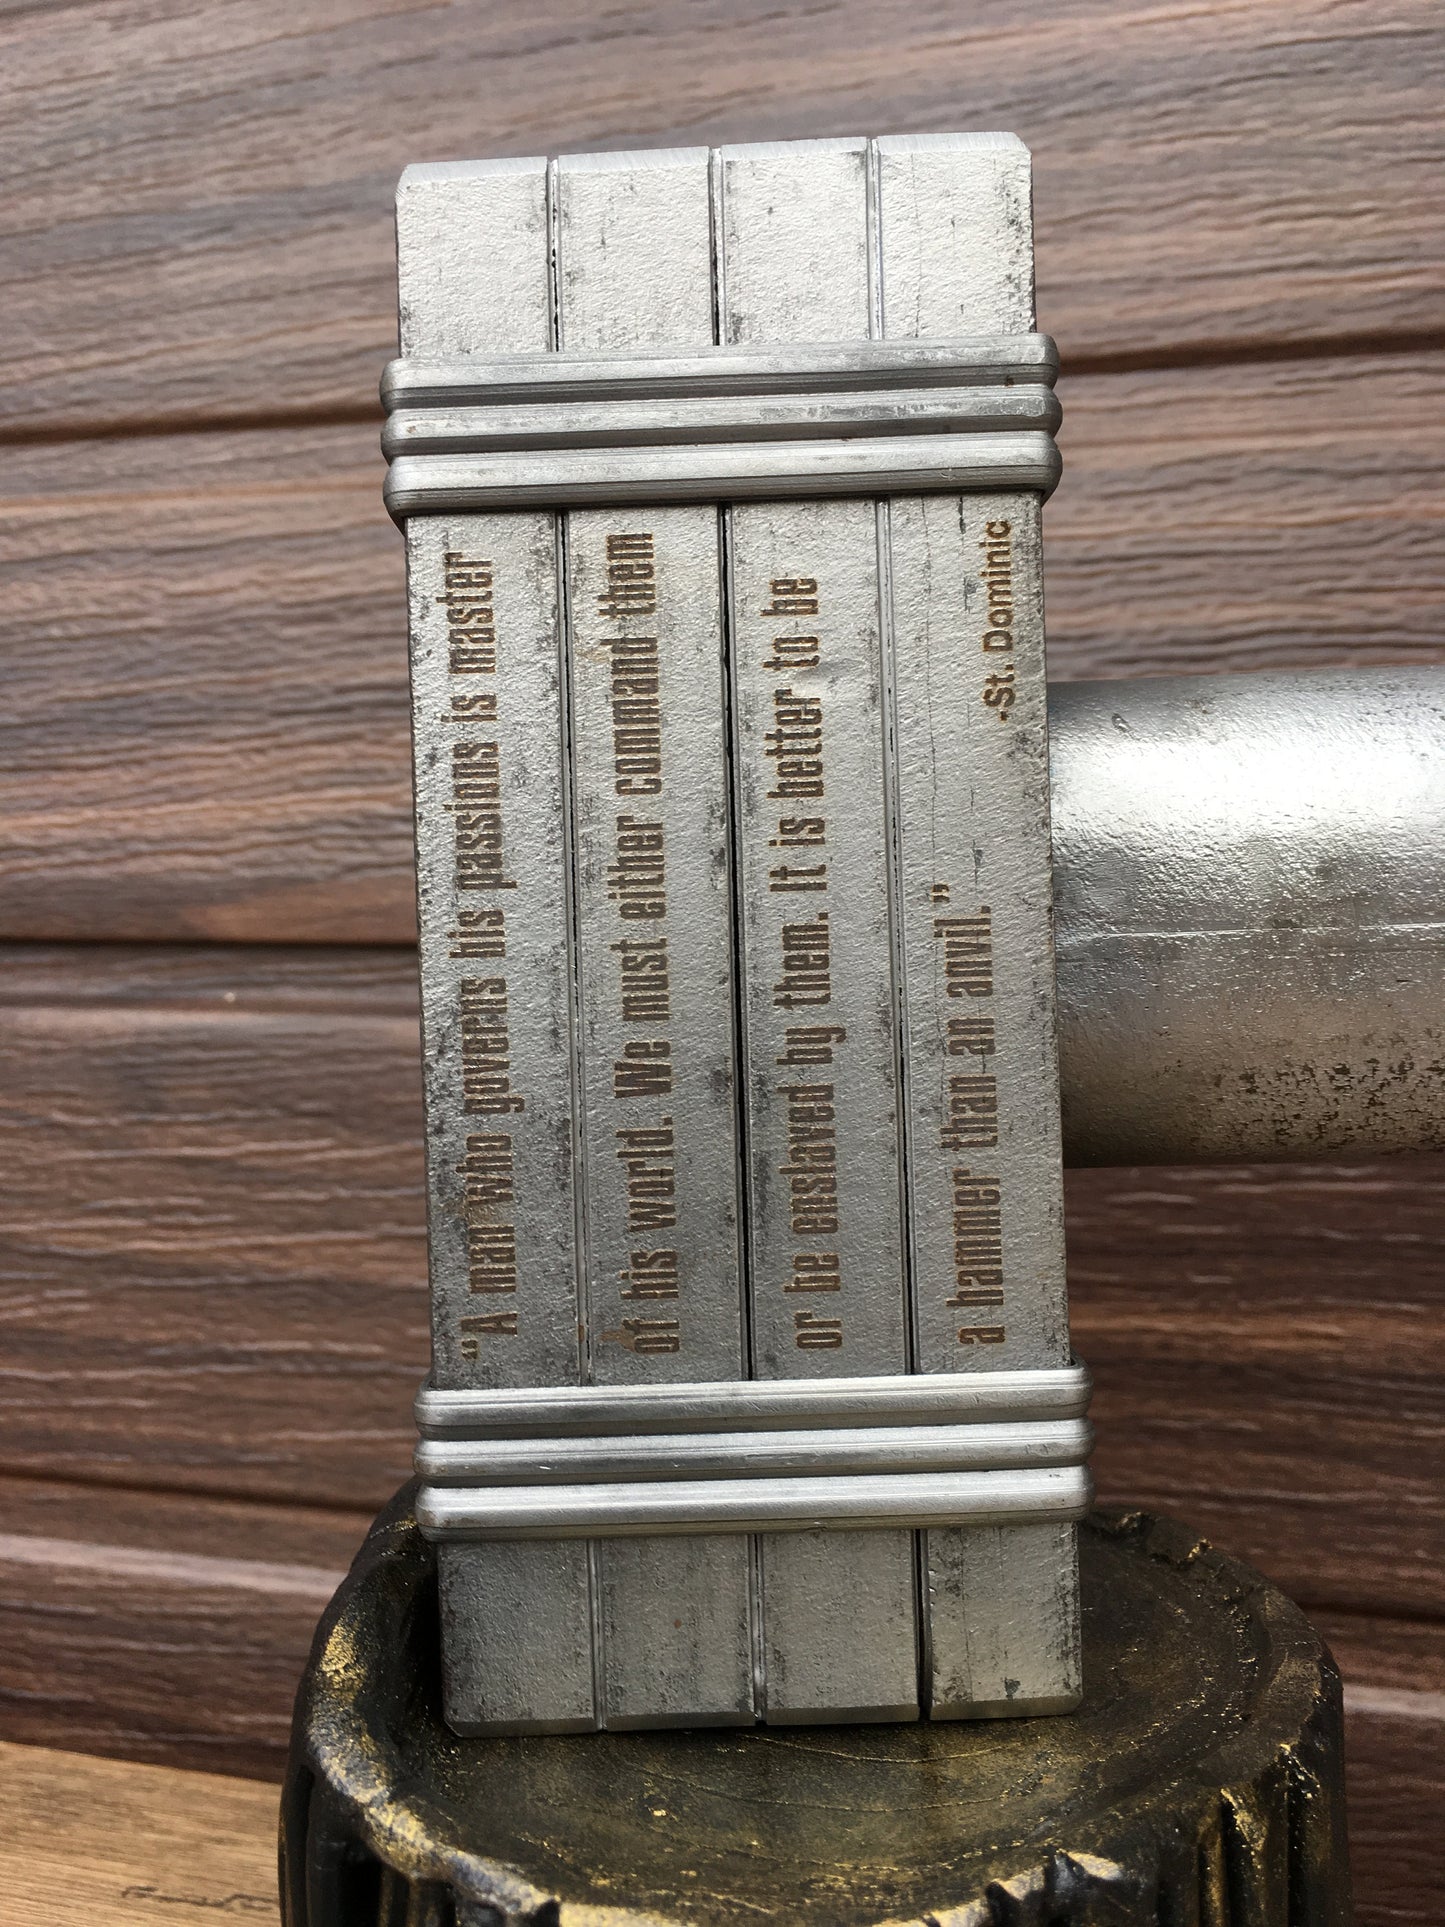 “A man who governs his passions is master
of his world. We must either command them
or be enslaved by them. It is better to be
a hammer than an anvil.”
-St. Dominic